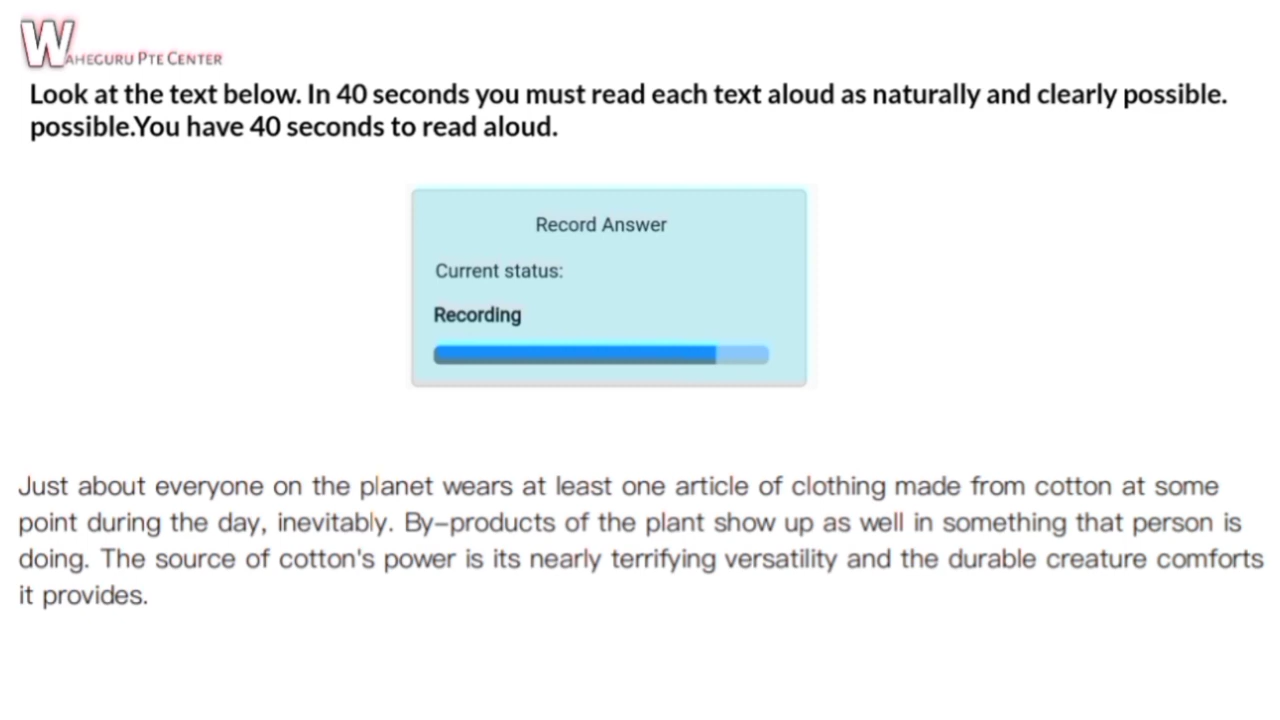 WAHEGURU PTE CENTER
Look at the text below. In 40 seconds you must read each text aloud as naturally and clearly possible.
possible.You have 40 seconds to read aloud.
Record Answer
Current status:
Recording
Just about everyone on the planet wears at least one article of clothing made from cotton at some
point during the day, inevitably. By-products of the plant show up as well in something that person is
doing. The source of cotton's power is its nearly terrifying versatility and the durable creature comforts
it provides.